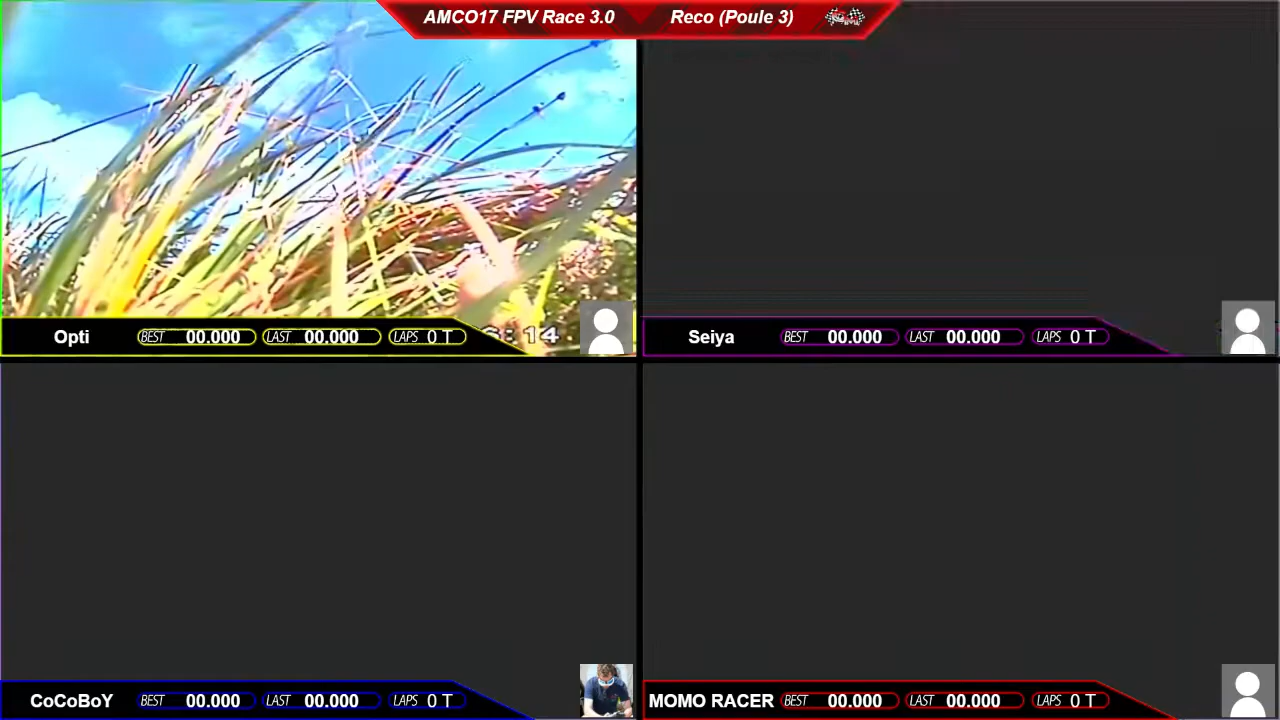 AMCO17 FPV Race 3.0 Reco (Poule 3)
Opti BEST 00.000 LAST 00.000 LAPS 0 T :14
Seiya BEST 00.000 LAST 00.000 LAPS 0 T
CoCoBoY BEST 00.000 LAST 00.000 LAPS 0 T
MOMO RACER BEST 00.000 LAST 00.000 LAPS 0 T